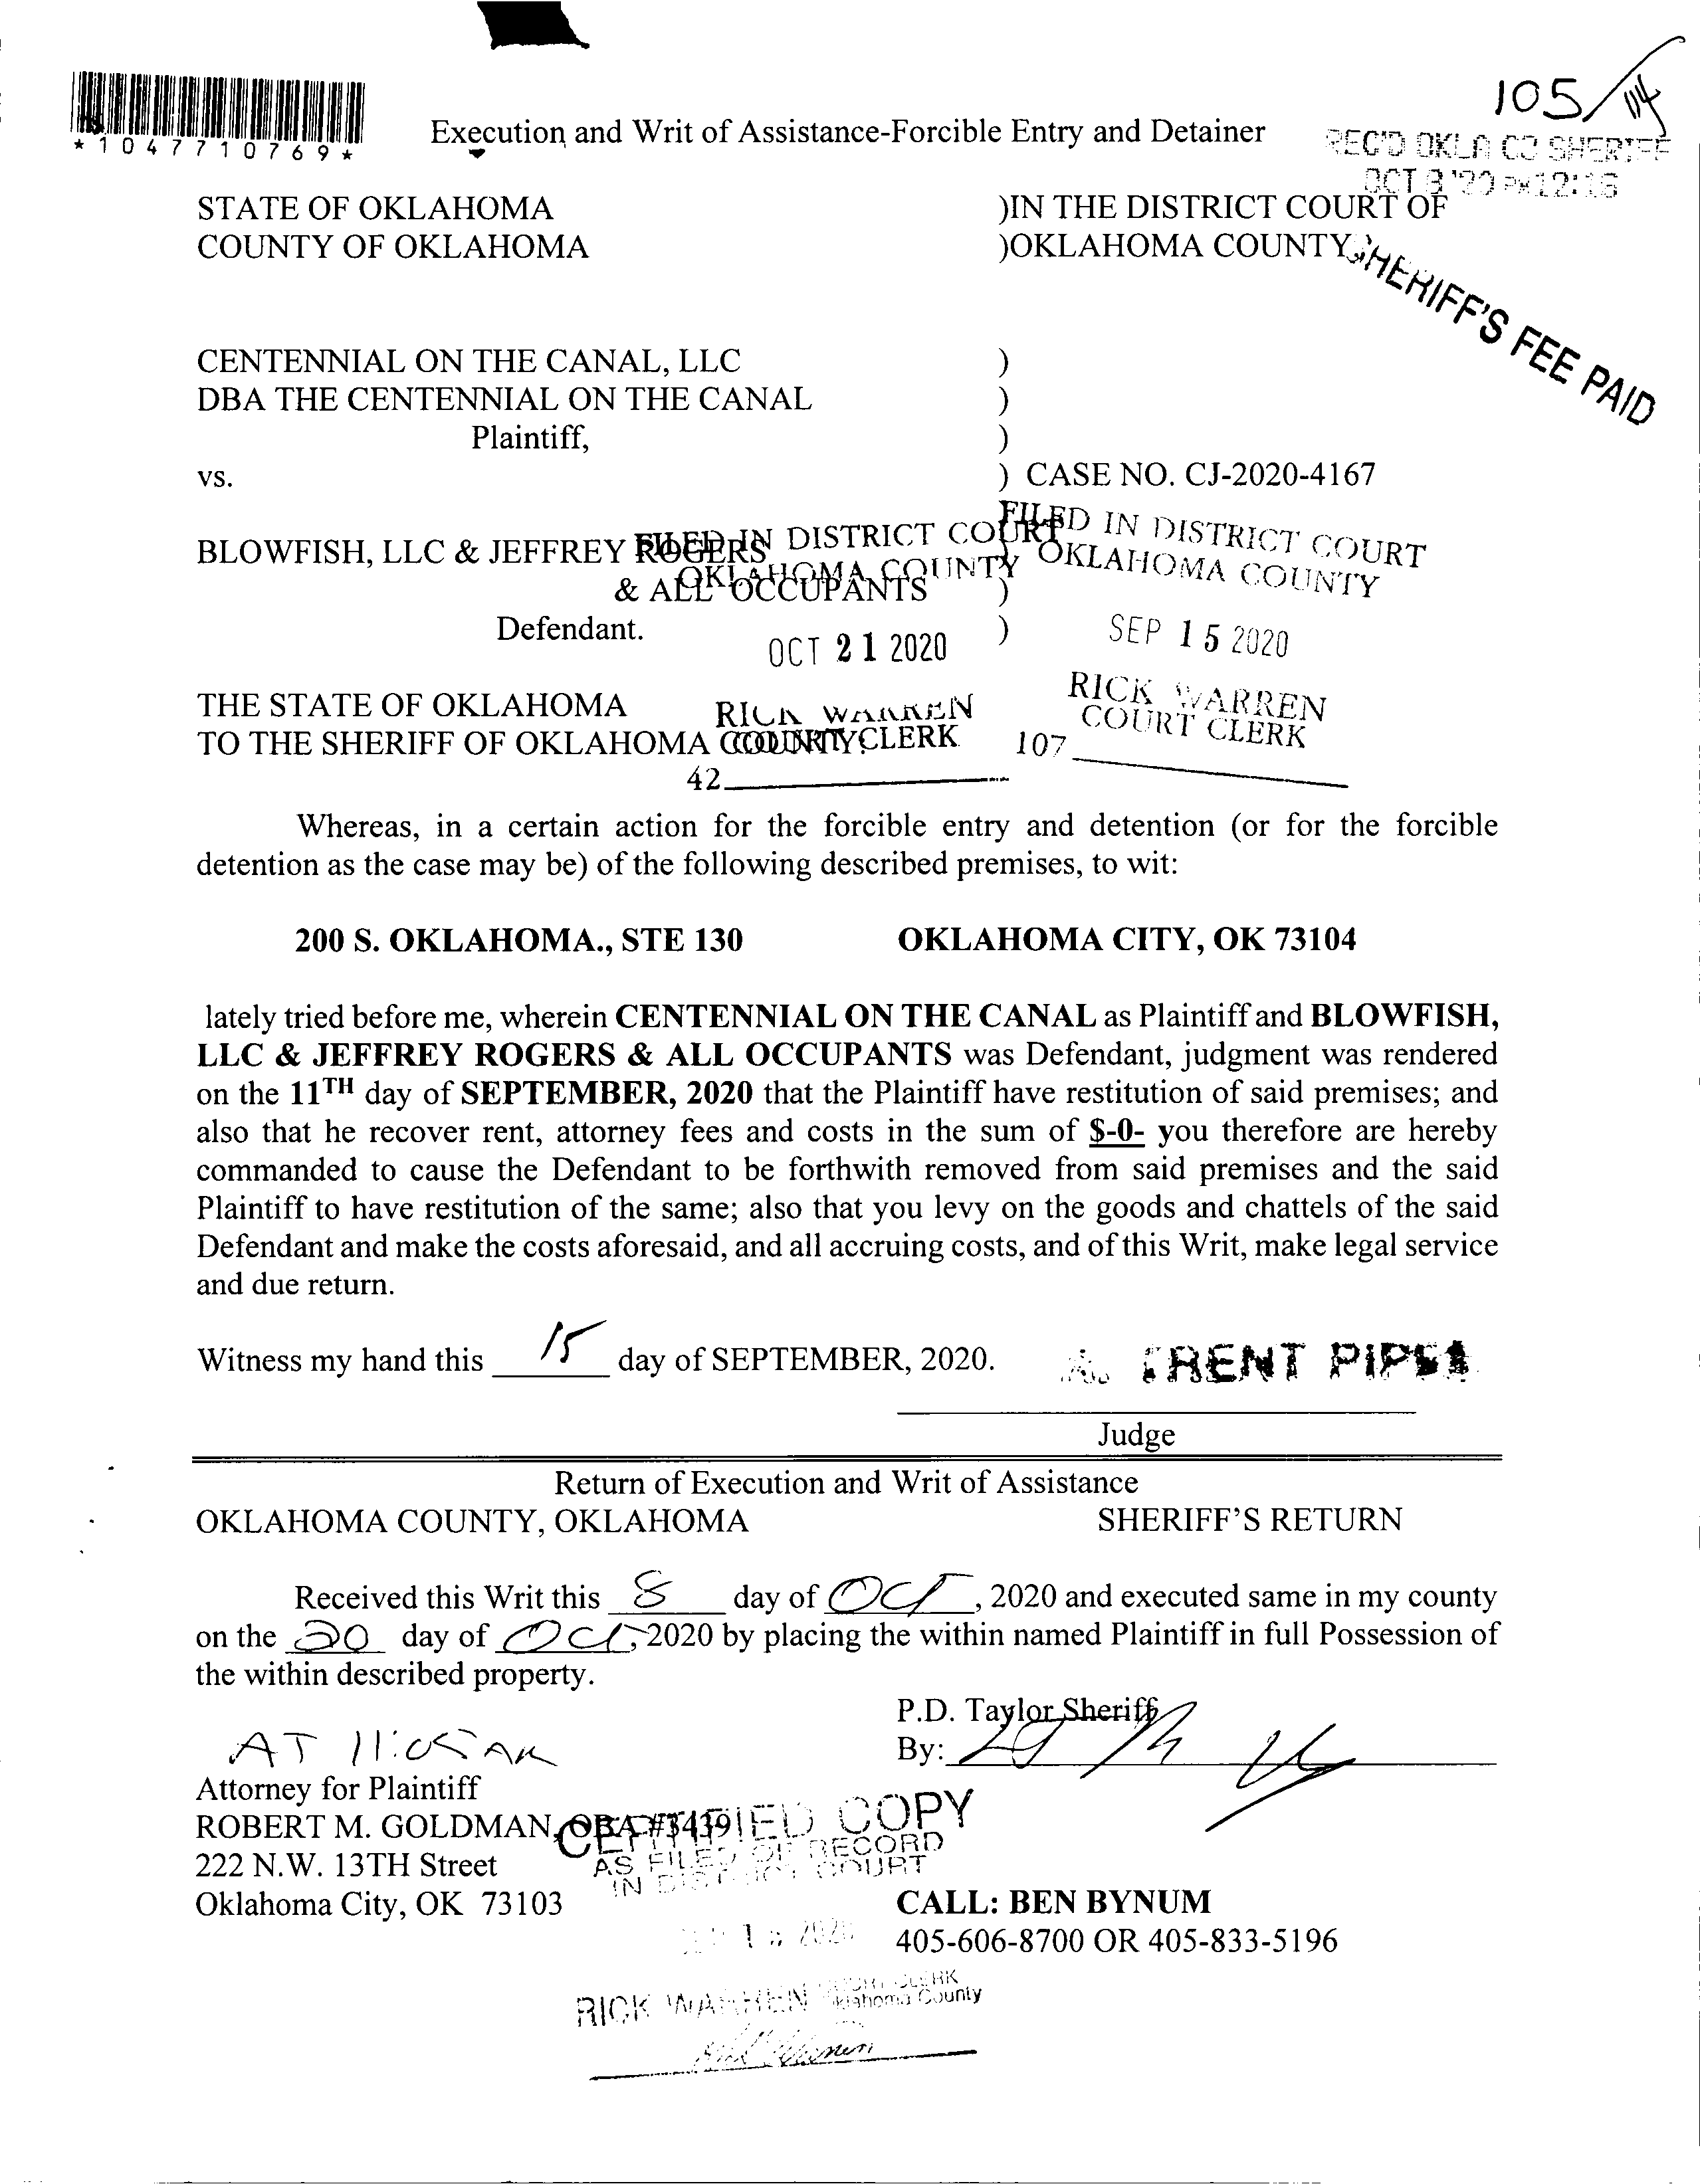 *1047710769*
105/
Execution and Writ of Assistance-Forcible Entry and Detainer
REC'D OKLA CO SHERIFF
OCT 8 '20 PM12:16
STATE OF OKLAHOMA )IN THE DISTRICT COURT OF
COUNTY OF OKLAHOMA )OKLAHOMA COUNTY
SHERIFF'S FEE PAID
CENTENNIAL ON THE CANAL, LLC )
DBA THE CENTENNIAL ON THE CANAL )
Plaintiff, )
vs. ) CASE NO. CJ-2020-4167
BLOWFISH, LLC & JEFFREY ROGERS
& ALL OCCUPANTS )
Defendant. )
FILED IN DISTRICT COURT
OKLAHOMA COUNTY
OCT 21 2020
RICK WARREN
COURT CLERK
42
FILED IN DISTRICT COURT
OKLAHOMA COUNTY
SEP 15 2020
RICK WARREN
COURT CLERK
107
THE STATE OF OKLAHOMA
TO THE SHERIFF OF OKLAHOMA COUNTY:
Whereas, in a certain action for the forcible entry and detention (or for the forcible
detention as the case may be) of the following described premises, to wit:
200 S. OKLAHOMA., STE 130 OKLAHOMA CITY, OK 73104
lately tried before me, wherein CENTENNIAL ON THE CANAL as Plaintiff and BLOWFISH,
LLC & JEFFREY ROGERS & ALL OCCUPANTS was Defendant, judgment was rendered
on the 11TH day of SEPTEMBER, 2020 that the Plaintiff have restitution of said premises; and
also that he recover rent, attorney fees and costs in the sum of $-0- you therefore are hereby
commanded to cause the Defendant to be forthwith removed from said premises and the said
Plaintiff to have restitution of the same; also that you levy on the goods and chattels of the said
Defendant and make the costs aforesaid, and all accruing costs, and of this Writ, make legal service
and due return.
Witness my hand this 15 day of SEPTEMBER, 2020. TRENT
Judge
Return of Execution and Writ of Assistance
OKLAHOMA COUNTY, OKLAHOMA SHERIFF'S RETURN
Received this Writ this 8 day of Oct, 2020 and executed same in my county
on the 20 day of Oct, 2020 by placing the within named Plaintiff in full Possession of
the within described property.
P.D. Taylor Sheriff
AT 11:05 AM By:
Attorney for Plaintiff
ROBERT M. GOLDMAN, OBA #3439
222 N.W. 13TH Street
Oklahoma City, OK 73103
CERTIFIED COPY
AS FILED OF RECORD
IN DISTRICT COURT
CALL: BEN BYNUM
405-606-8700 OR 405-833-5196
RICK WARREN COURT CLERK
Oklahoma County